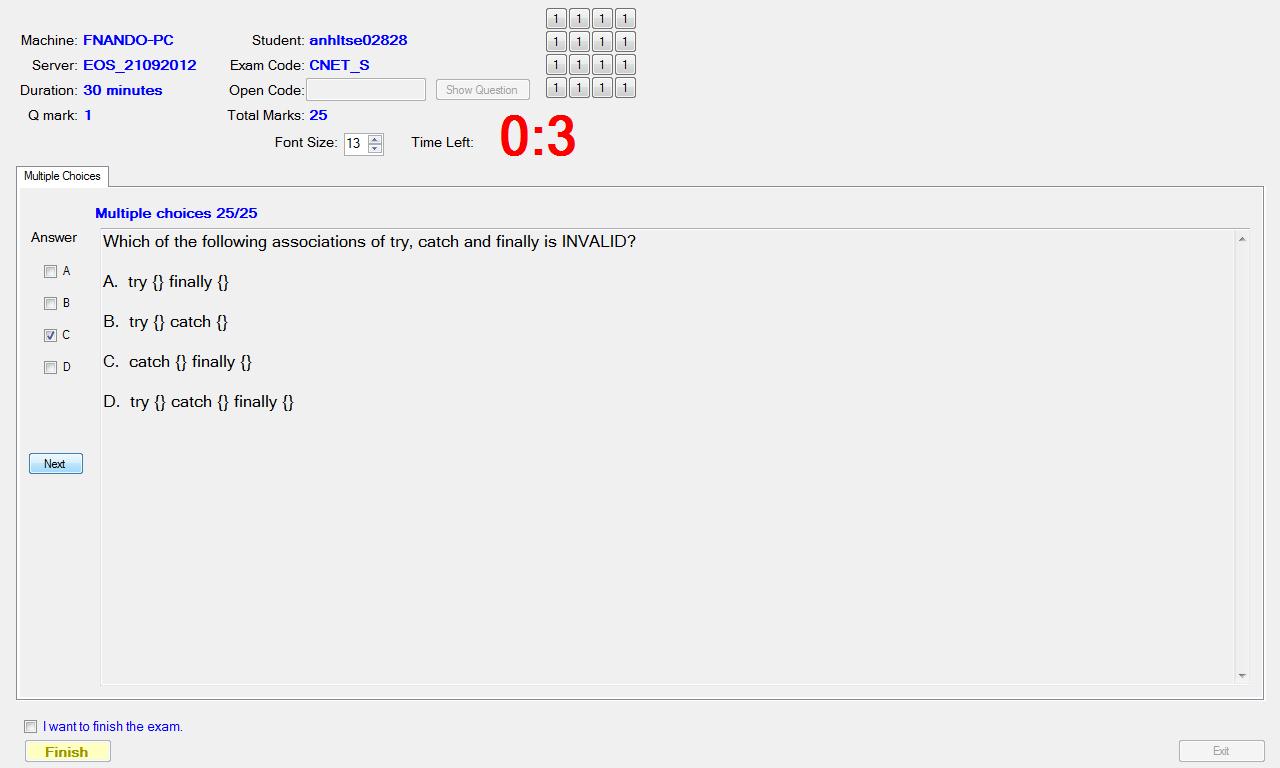 Machine: FNANDO-PC Student: anhltse02828
Server: EOS_21092012 Exam Code: CNET_S
Duration: 30 minutes Open Code: Show Question
Q mark: 1 Total Marks: 25
Font Size: 13 Time Left: 0:3
1 1 1 1
1 1 1 1
1 1 1 1
1 1 1 1
Multiple Choices
Multiple choices 25/25
Answer
A
B
C
D
Next
Which of the following associations of try, catch and finally is INVALID?
A. try {} finally {}
B. try {} catch {}
C. catch {} finally {}
D. try {} catch {} finally {}
I want to finish the exam.
Finish
Exit